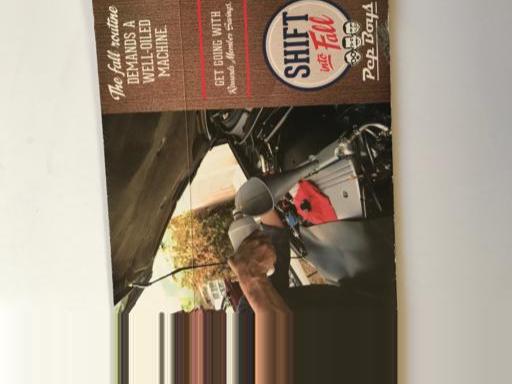 The fall routine
DEMANDS A
WELL-OILED
MACHINE.
GET GOING WITH
Rewards Member Savings.
SHIFT
into Fall
Pep Boys